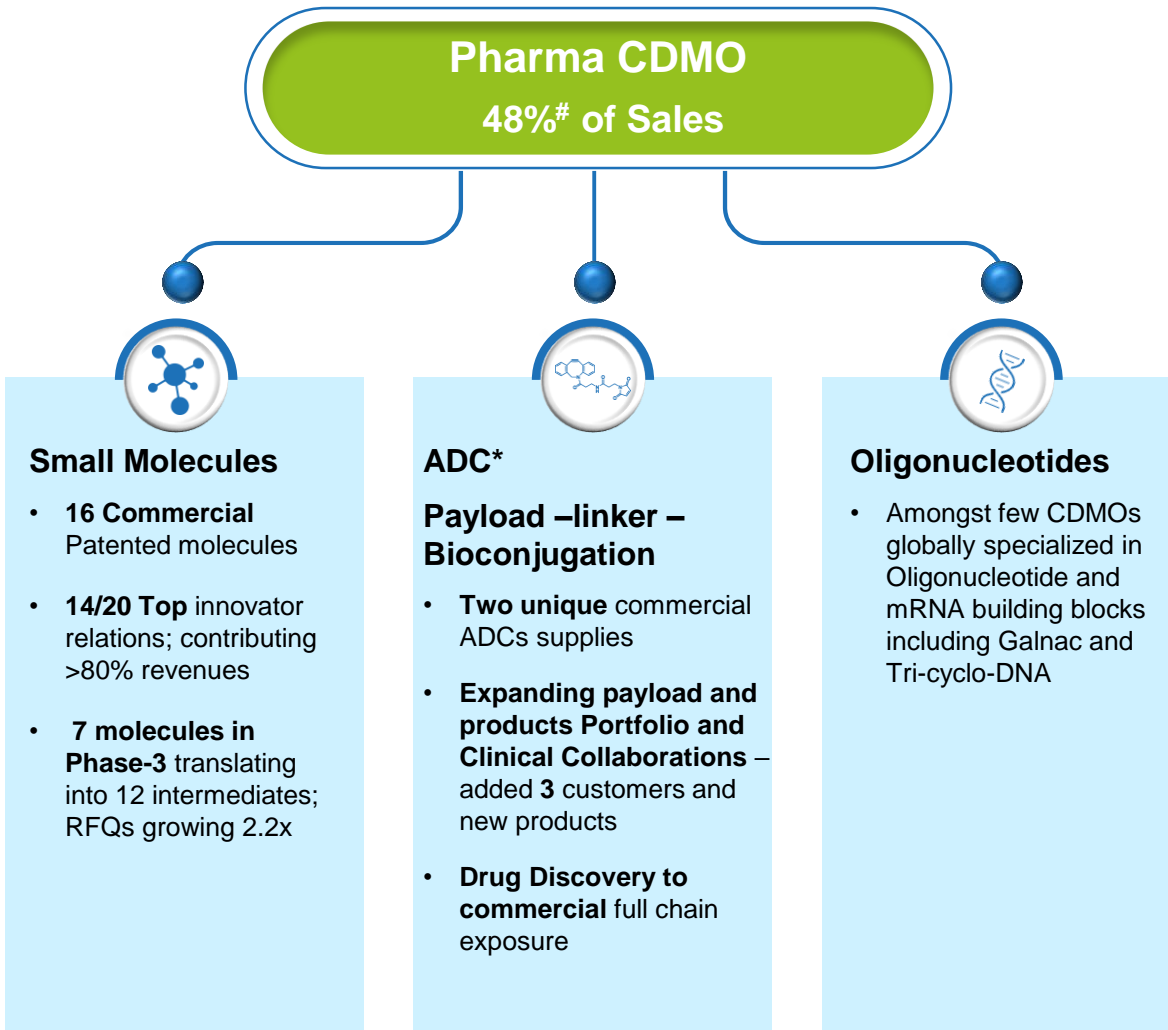 Pharma CDMO
48%# of Sales
Small Molecules
• 16 Commercial
Patented molecules
• 14/20 Top innovator
relations; contributing
>80% revenues
• 7 molecules in
Phase-3 translating
into 12 intermediates;
RFQs growing 2.2x
ADC*
Payload –linker –
Bioconjugation
• Two unique commercial
ADCs supplies
• Expanding payload and
products Portfolio and
Clinical Collaborations –
added 3 customers and
new products
• Drug Discovery to
commercial full chain
exposure
Oligonucleotides
• Amongst few CDMOs
globally specialized in
Oligonucleotide and
mRNA building blocks
including Galnac and
Tri-cyclo-DNA